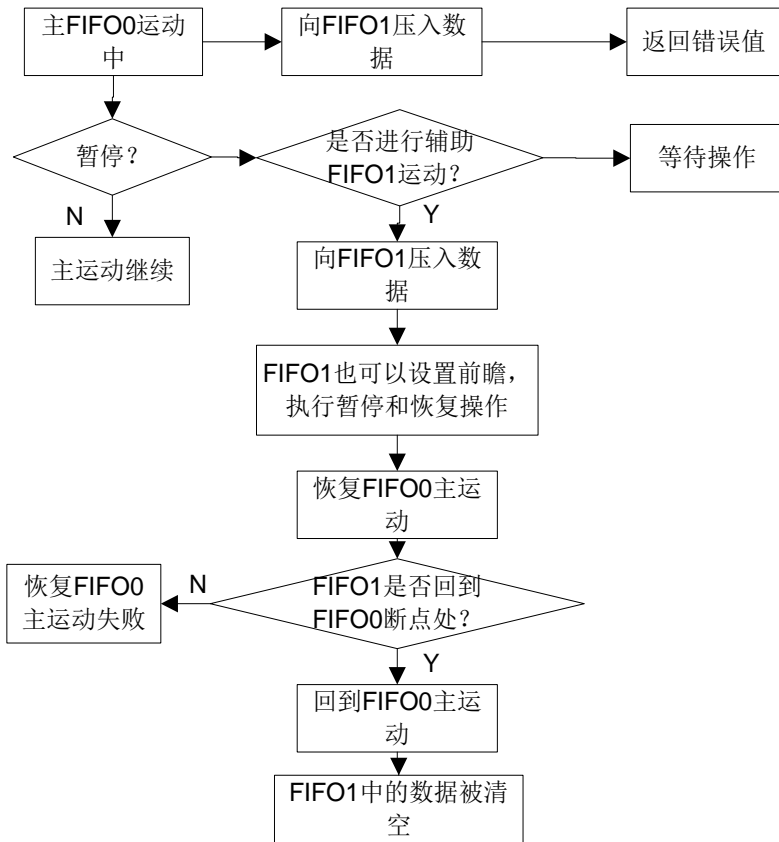 主FIFO0运动
中
向FIFO1压入数
据
返回错误值
暂停？
是否进行辅助
FIFO1运动？
等待操作
N
Y
主运动继续
向FIFO1压入数
据
FIFO1也可以设置前瞻，
执行暂停和恢复操作
恢复FIFO0主运
动
恢复FIFO0
主运动失败
N
FIFO1是否回到
FIFO0断点处？
Y
回到FIFO0主运
动
FIFO1中的数据被清
空